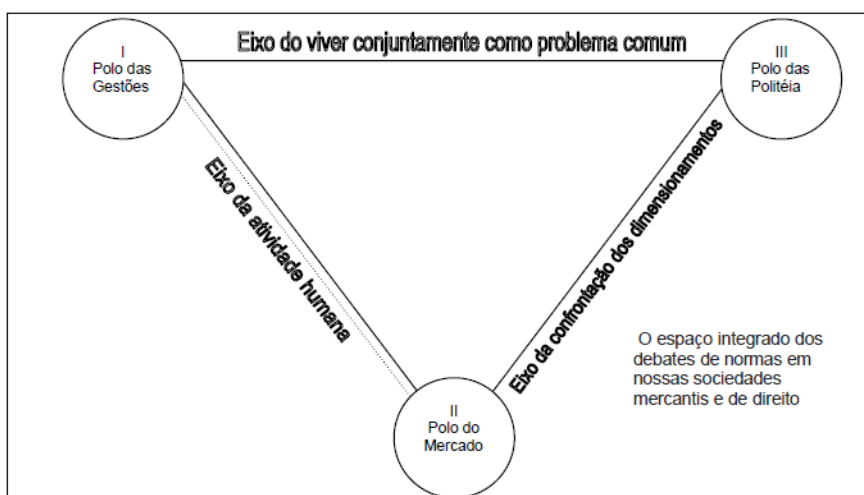 Eixo do viver conjuntamente como problema comum
I
Polo das
Gestões
III
Polo das
Politéia
Eixo da atividade humana
Eixo da confrontação dos dimensionamentos
II
Polo do
Mercado
O espaço integrado dos
debates de normas em
nossas sociedades
mercantis e de direito